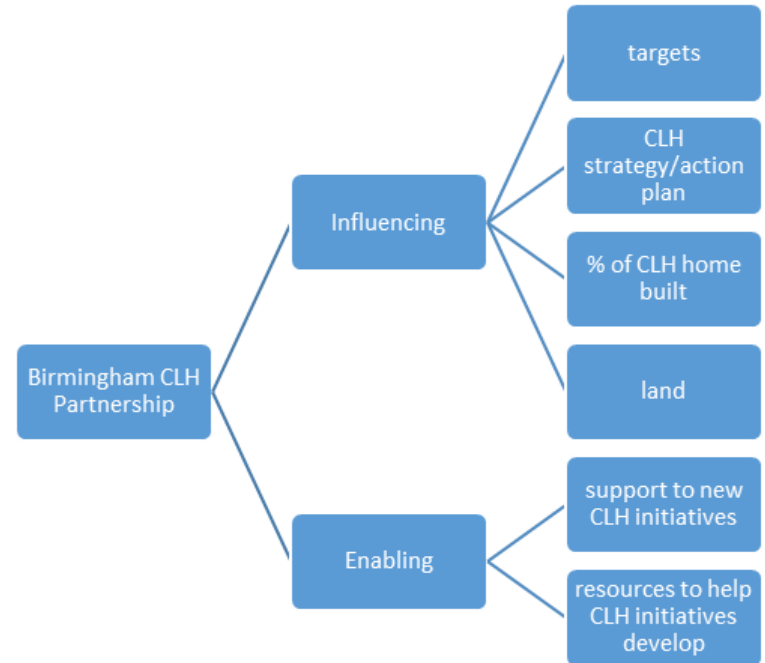 Birmingham CLH
Partnership
Influencing
targets
CLH
strategy/action
plan
% of CLH home
built
land
Enabling
support to new
CLH initiatives
resources to help
CLH initiatives
develop